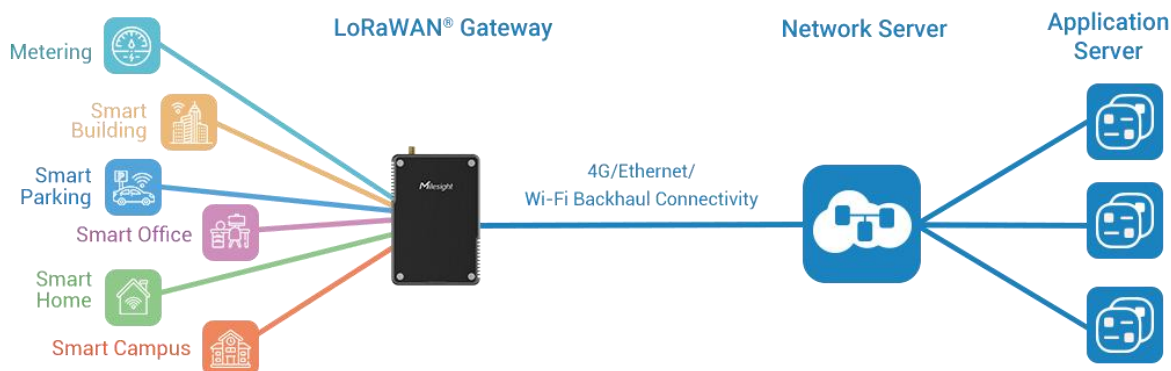 LoRaWAN® Gateway
Network Server
Application
Server
Metering
Smart
Building
Smart
Parking
P
Smart Office
Smart
Home
Smart Campus
Milesight
4G/Ethernet/
Wi-Fi Backhaul Connectivity